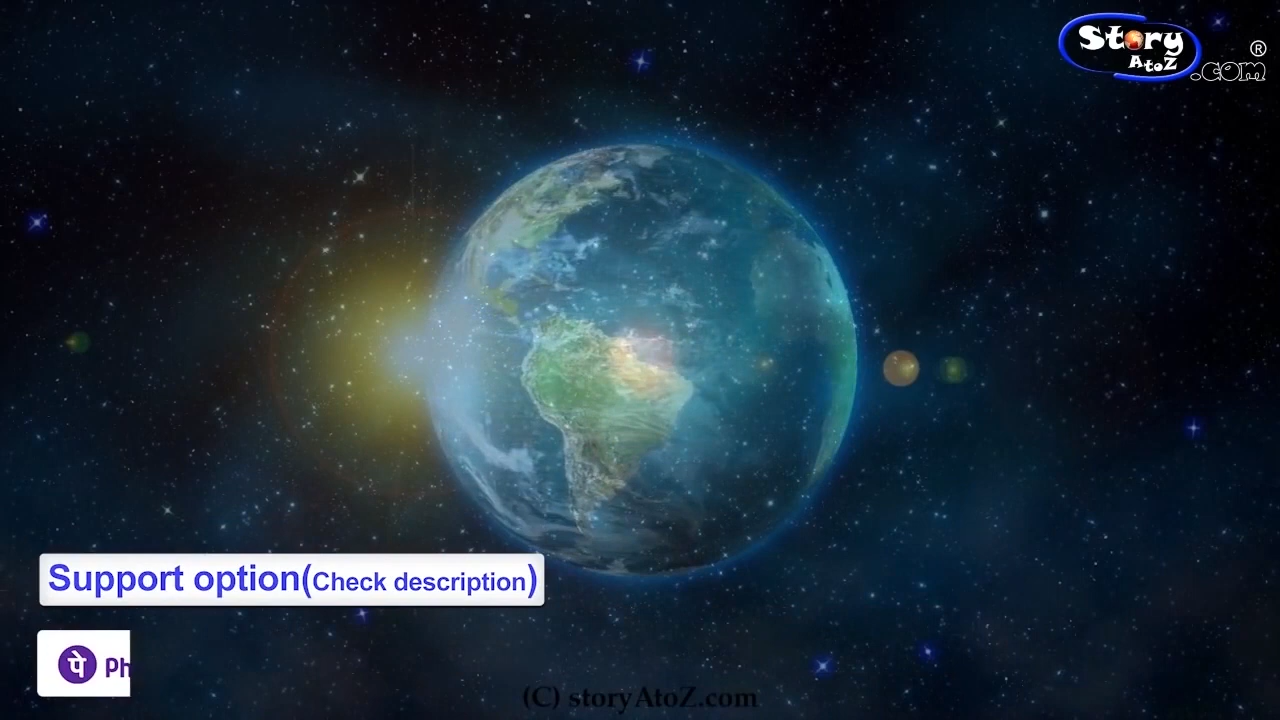 Story
AtoZ
.com®
Support option(Check description)
पे Ph
(C) storyAtoZ.com